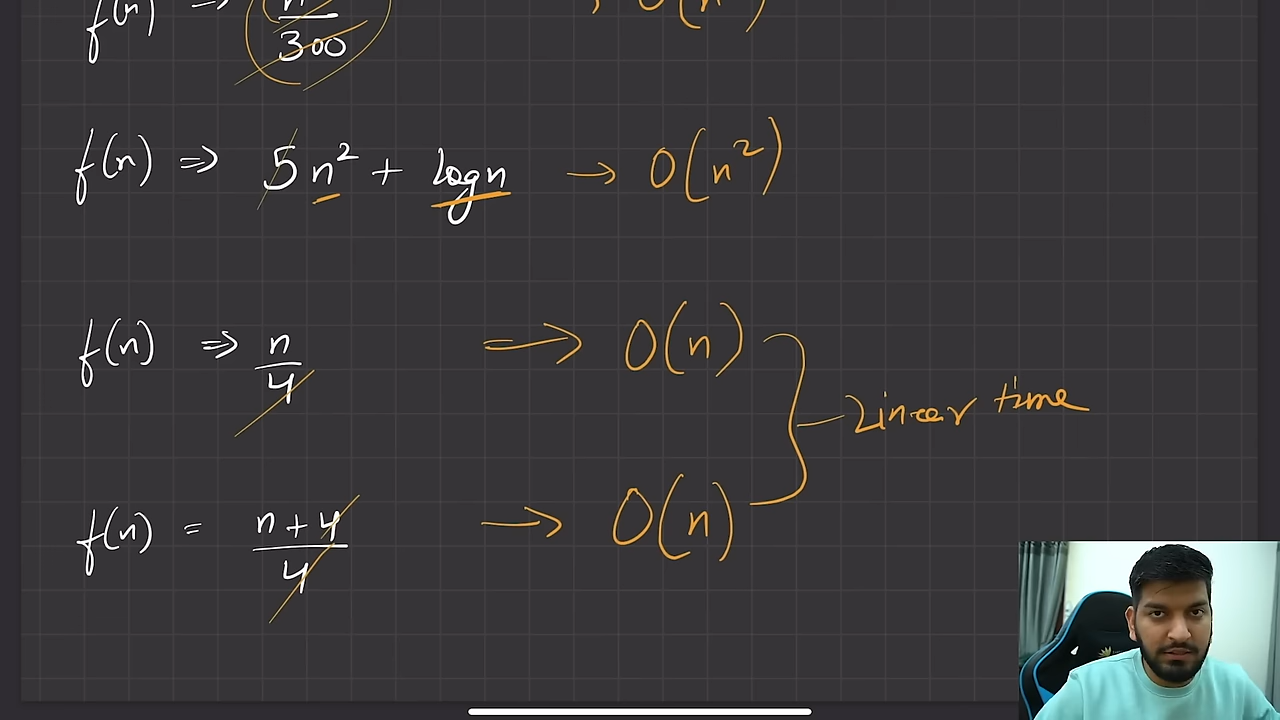 f(n) => n/300 → O(n)
f(n) => 5n² + logn → O(n²)
f(n) => n/4 => O(n)
Linear time
f(n) = n+4/4 → O(n)